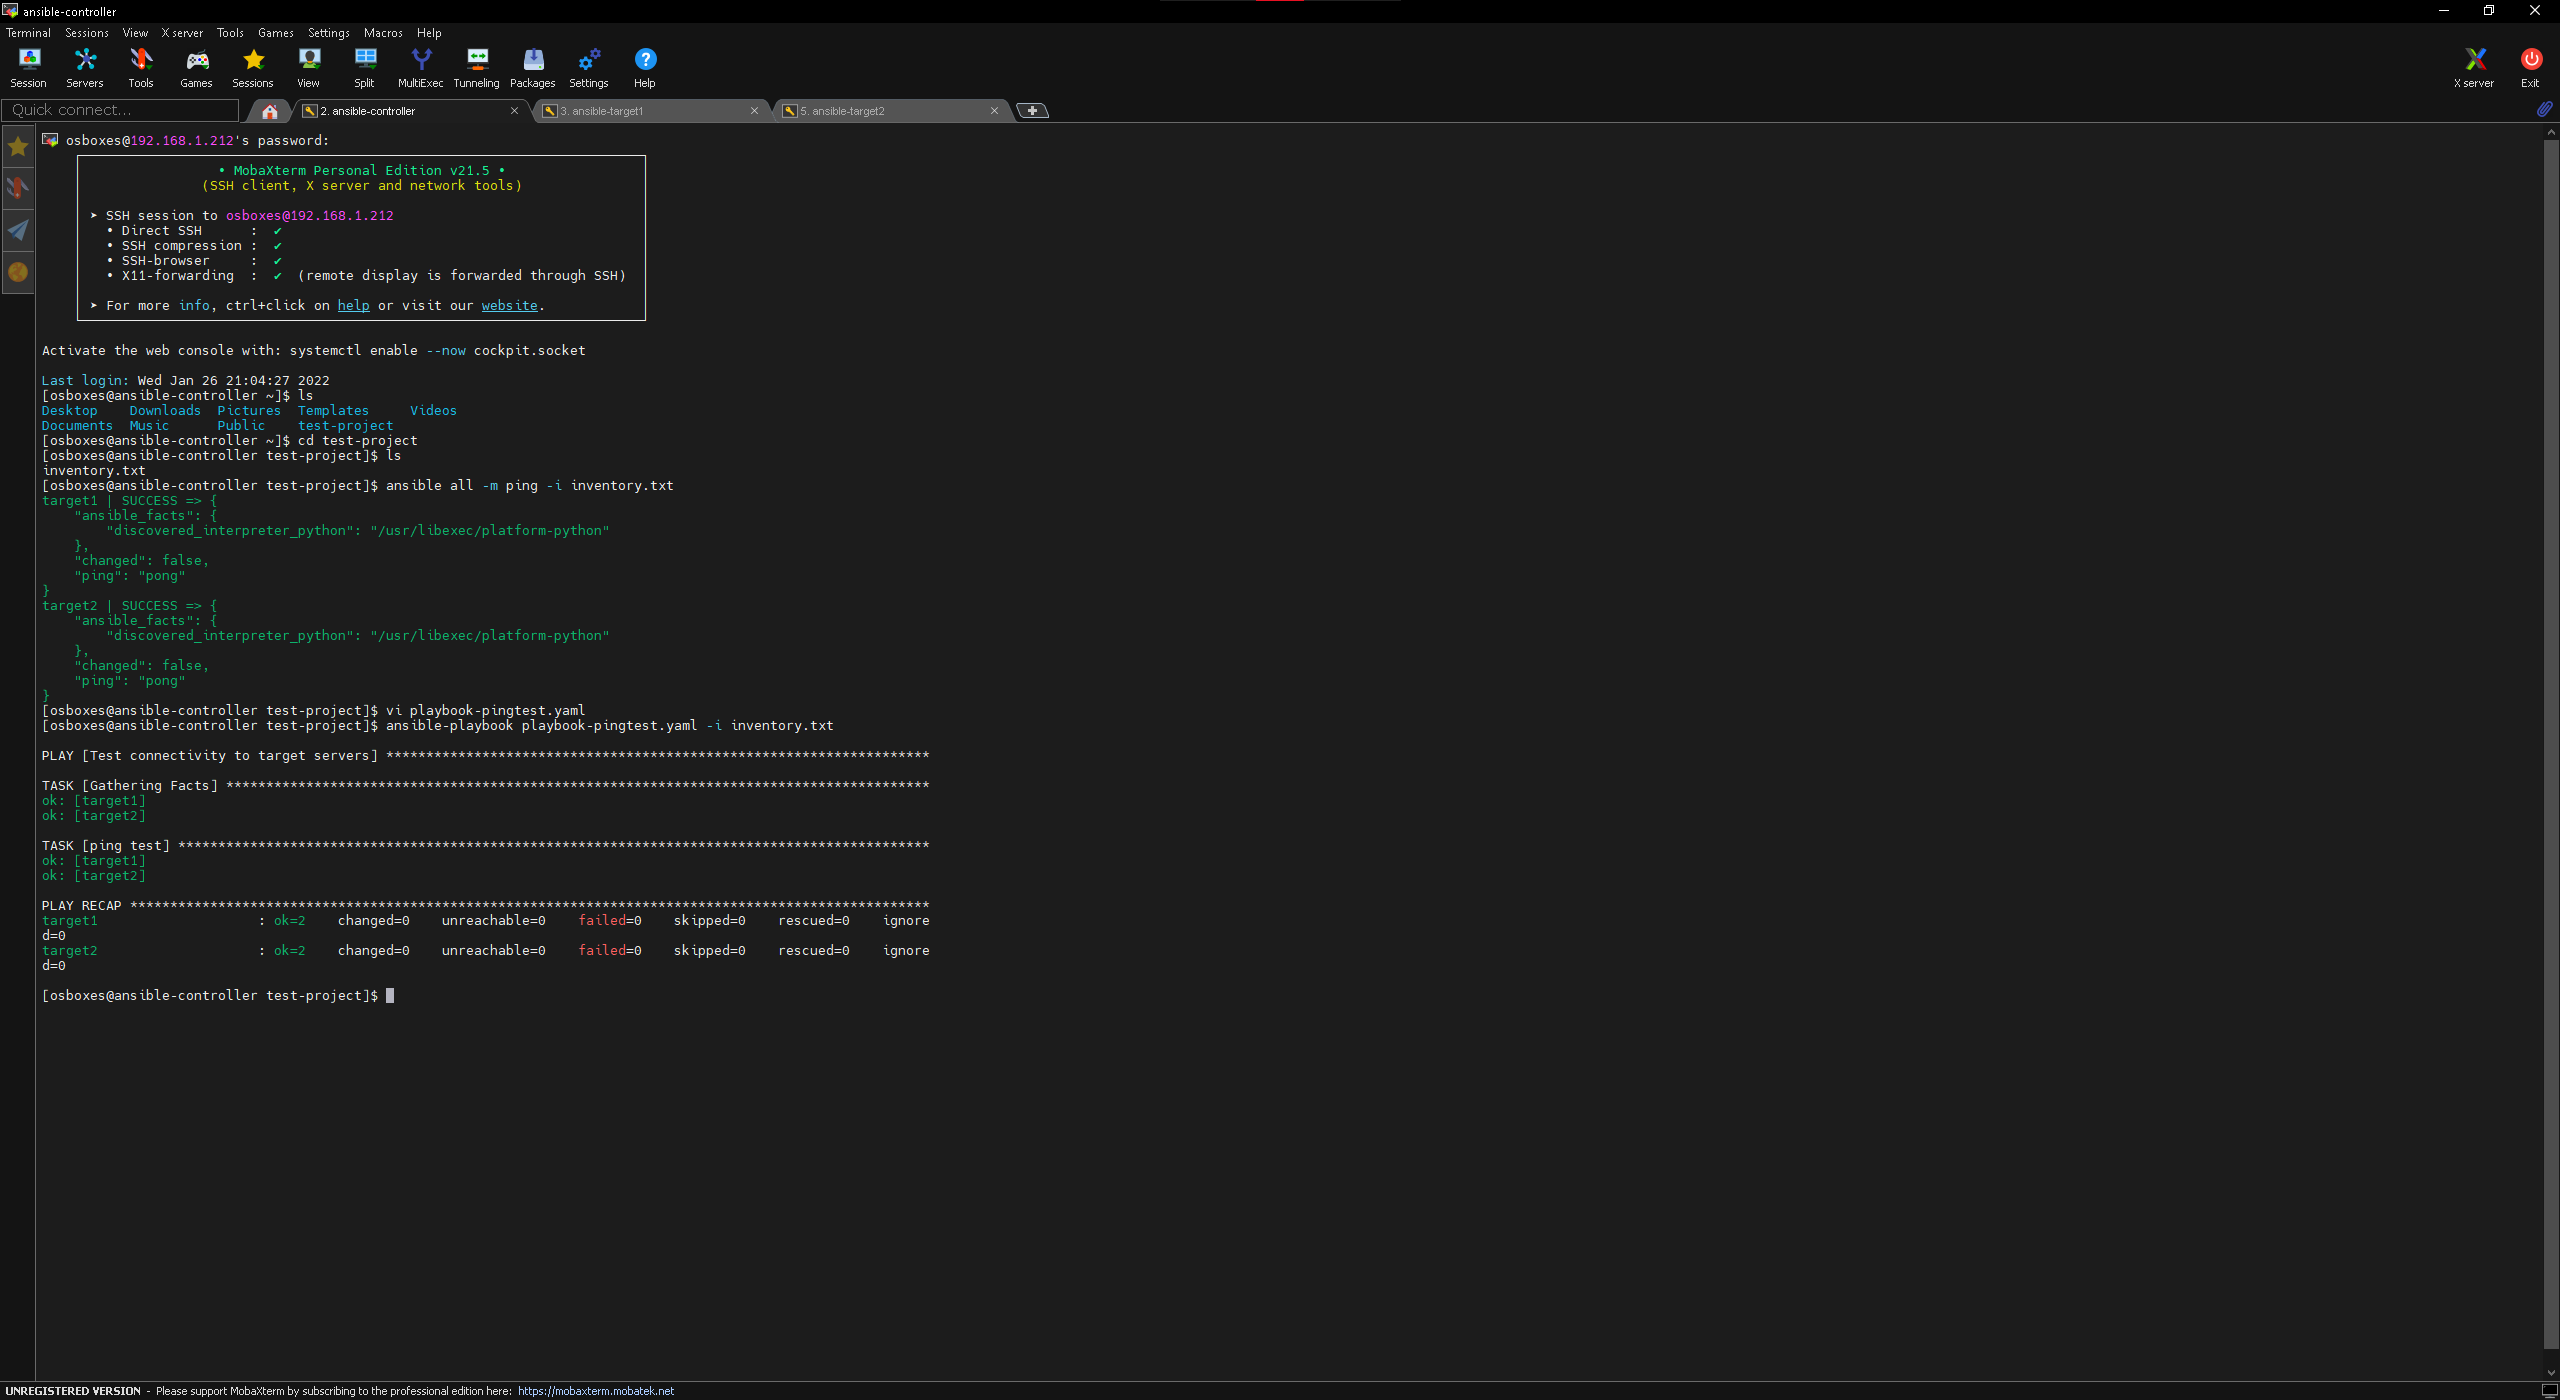 ansible-controller
Terminal Sessions View X server Tools Games Settings Macros Help
Session Servers Tools Games Sessions View Split MultiExec Tunneling Packages Settings Help X server Exit
Quick connect... 2. ansible-controller 3. ansible-target1 5. ansible-target2
osboxes@192.168.1.212's password:
• MobaXterm Personal Edition v21.5 •
(SSH client, X server and network tools)
➤ SSH session to osboxes@192.168.1.212
• Direct SSH : ✔
• SSH compression : ✔
• SSH-browser : ✔
• X11-forwarding : ✔ (remote display is forwarded through SSH)
➤ For more info, ctrl+click on help or visit our website.
Activate the web console with: systemctl enable --now cockpit.socket
Last login: Wed Jan 26 21:04:27 2022
[osboxes@ansible-controller ~]$ ls
Desktop Downloads Pictures Templates Videos
Documents Music Public test-project
[osboxes@ansible-controller ~]$ cd test-project
[osboxes@ansible-controller test-project]$ ls
inventory.txt
[osboxes@ansible-controller test-project]$ ansible all -m ping -i inventory.txt
target1 | SUCCESS => {
"ansible_facts": {
"discovered_interpreter_python": "/usr/libexec/platform-python"
},
"changed": false,
"ping": "pong"
}
target2 | SUCCESS => {
"ansible_facts": {
"discovered_interpreter_python": "/usr/libexec/platform-python"
},
"changed": false,
"ping": "pong"
}
[osboxes@ansible-controller test-project]$ vi playbook-pingtest.yaml
[osboxes@ansible-controller test-project]$ ansible-playbook playbook-pingtest.yaml -i inventory.txt
PLAY [Test connectivity to target servers] ********************************************************************
TASK [Gathering Facts] ****************************************************************************************
ok: [target1]
ok: [target2]
TASK [ping test] **********************************************************************************************
ok: [target1]
ok: [target2]
PLAY RECAP ****************************************************************************************************
target1 : ok=2 changed=0 unreachable=0 failed=0 skipped=0 rescued=0 ignore
d=0
target2 : ok=2 changed=0 unreachable=0 failed=0 skipped=0 rescued=0 ignore
d=0
[osboxes@ansible-controller test-project]$
UNREGISTERED VERSION - Please support MobaXterm by subscribing to the professional edition here: https://mobaxterm.mobatek.net